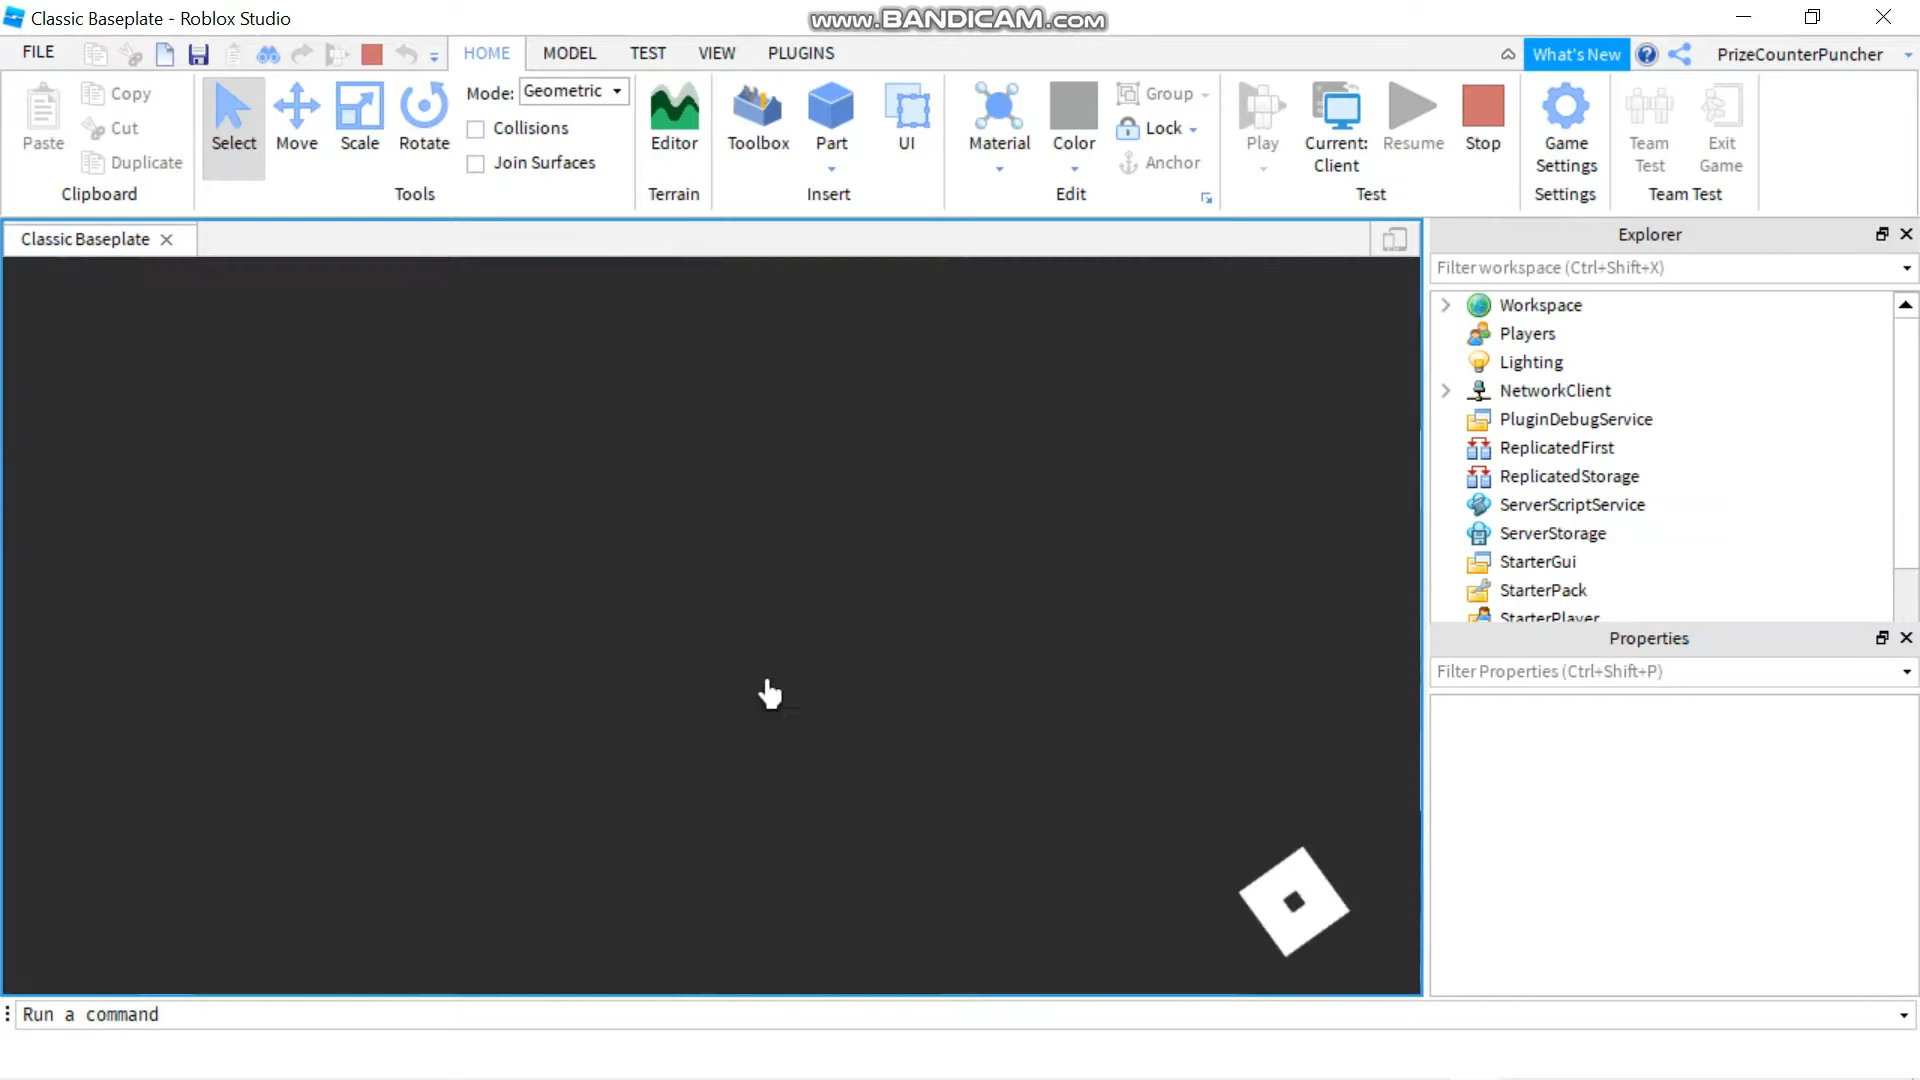 Classic Baseplate - Roblox Studio
www.BANDICAM.com
FILE
HOME
MODEL
TEST
VIEW
PLUGINS
What's New
PrizeCounterPuncher
Paste
Copy
Cut
Duplicate
Clipboard
Select
Move
Scale
Rotate
Mode: Geometric
Collisions
Join Surfaces
Tools
Editor
Terrain
Toolbox
Part
UI
Insert
Material
Color
Group
Lock
Anchor
Edit
Play
Current:
Client
Resume
Stop
Test
Game
Settings
Settings
Team
Test
Exit
Game
Team Test
Classic Baseplate
Explorer
Filter workspace (Ctrl+Shift+X)
Workspace
Players
Lighting
NetworkClient
PluginDebugService
ReplicatedFirst
ReplicatedStorage
ServerScriptService
ServerStorage
StarterGui
StarterPack
StarterPlayer
Properties
Filter Properties (Ctrl+Shift+P)
Run a command